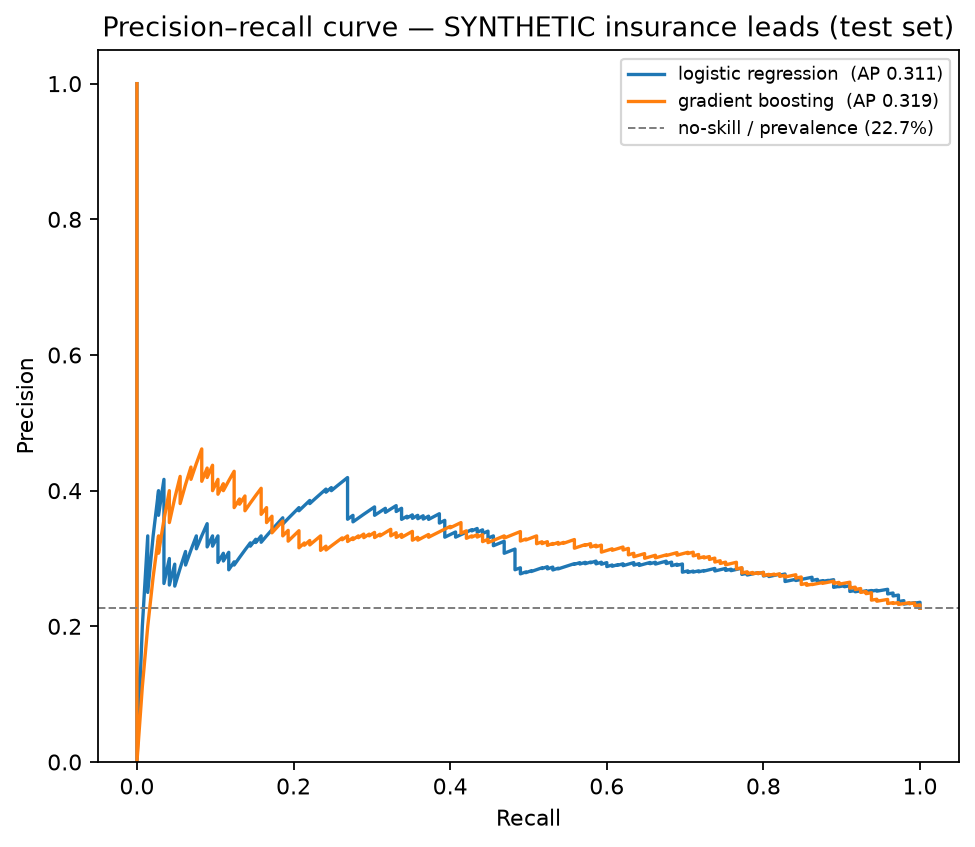 Precision–recall curve — SYNTHETIC insurance leads (test set)
logistic regression  (AP 0.311)
gradient boosting  (AP 0.319)
no-skill / prevalence (22.7%)
Precision
1.0
0.8
0.6
0.4
0.2
0.0
0.0 0.2 0.4 0.6 0.8 1.0
Recall